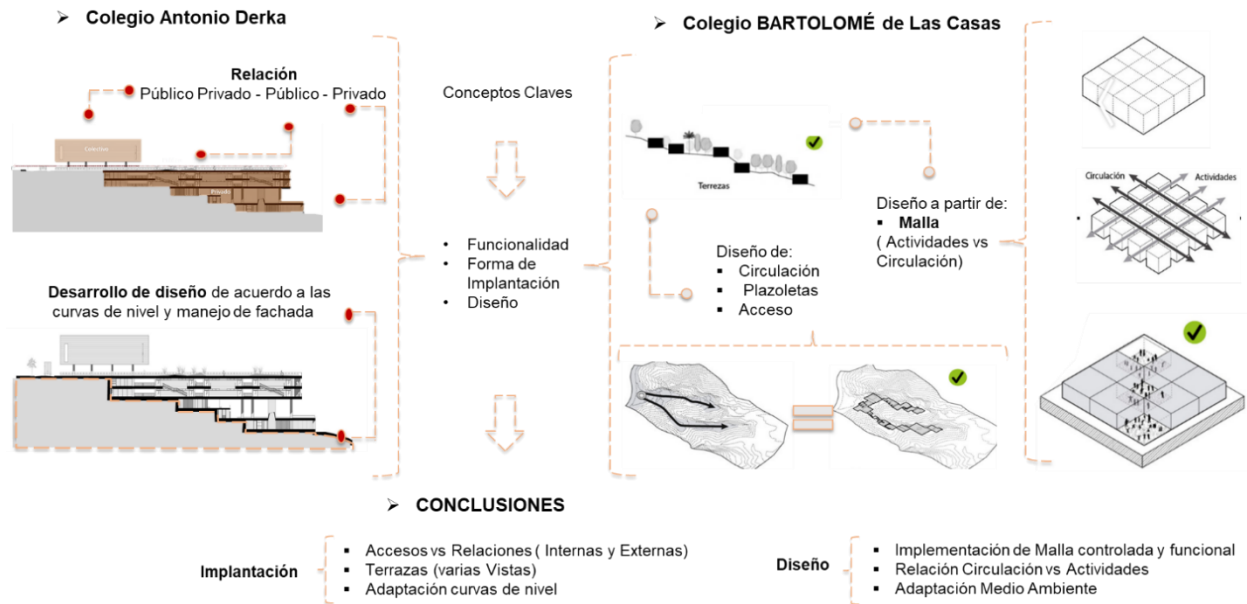 ➢ Colegio Antonio Derka
Relación
Público Privado - Público - Privado
Colectivo
Privado
Desarrollo de diseño de acuerdo a las
curvas de nivel y manejo de fachada
Conceptos Claves
• Funcionalidad
• Forma de
Implantación
• Diseño
➢ Colegio BARTOLOMÉ de Las Casas
Terrezas
Diseño de:
▪ Circulación
▪ Plazoletas
▪ Acceso
Diseño a partir de:
▪ Malla
( Actividades vs
Circulación)
Circulación
Actividades
➢ CONCLUSIONES
Implantación
▪ Accesos vs Relaciones ( Internas y Externas)
▪ Terrazas (varias Vistas)
▪ Adaptación curvas de nivel
Diseño
▪ Implementación de Malla controlada y funcional
▪ Relación Circulación vs Actividades
▪ Adaptación Medio Ambiente